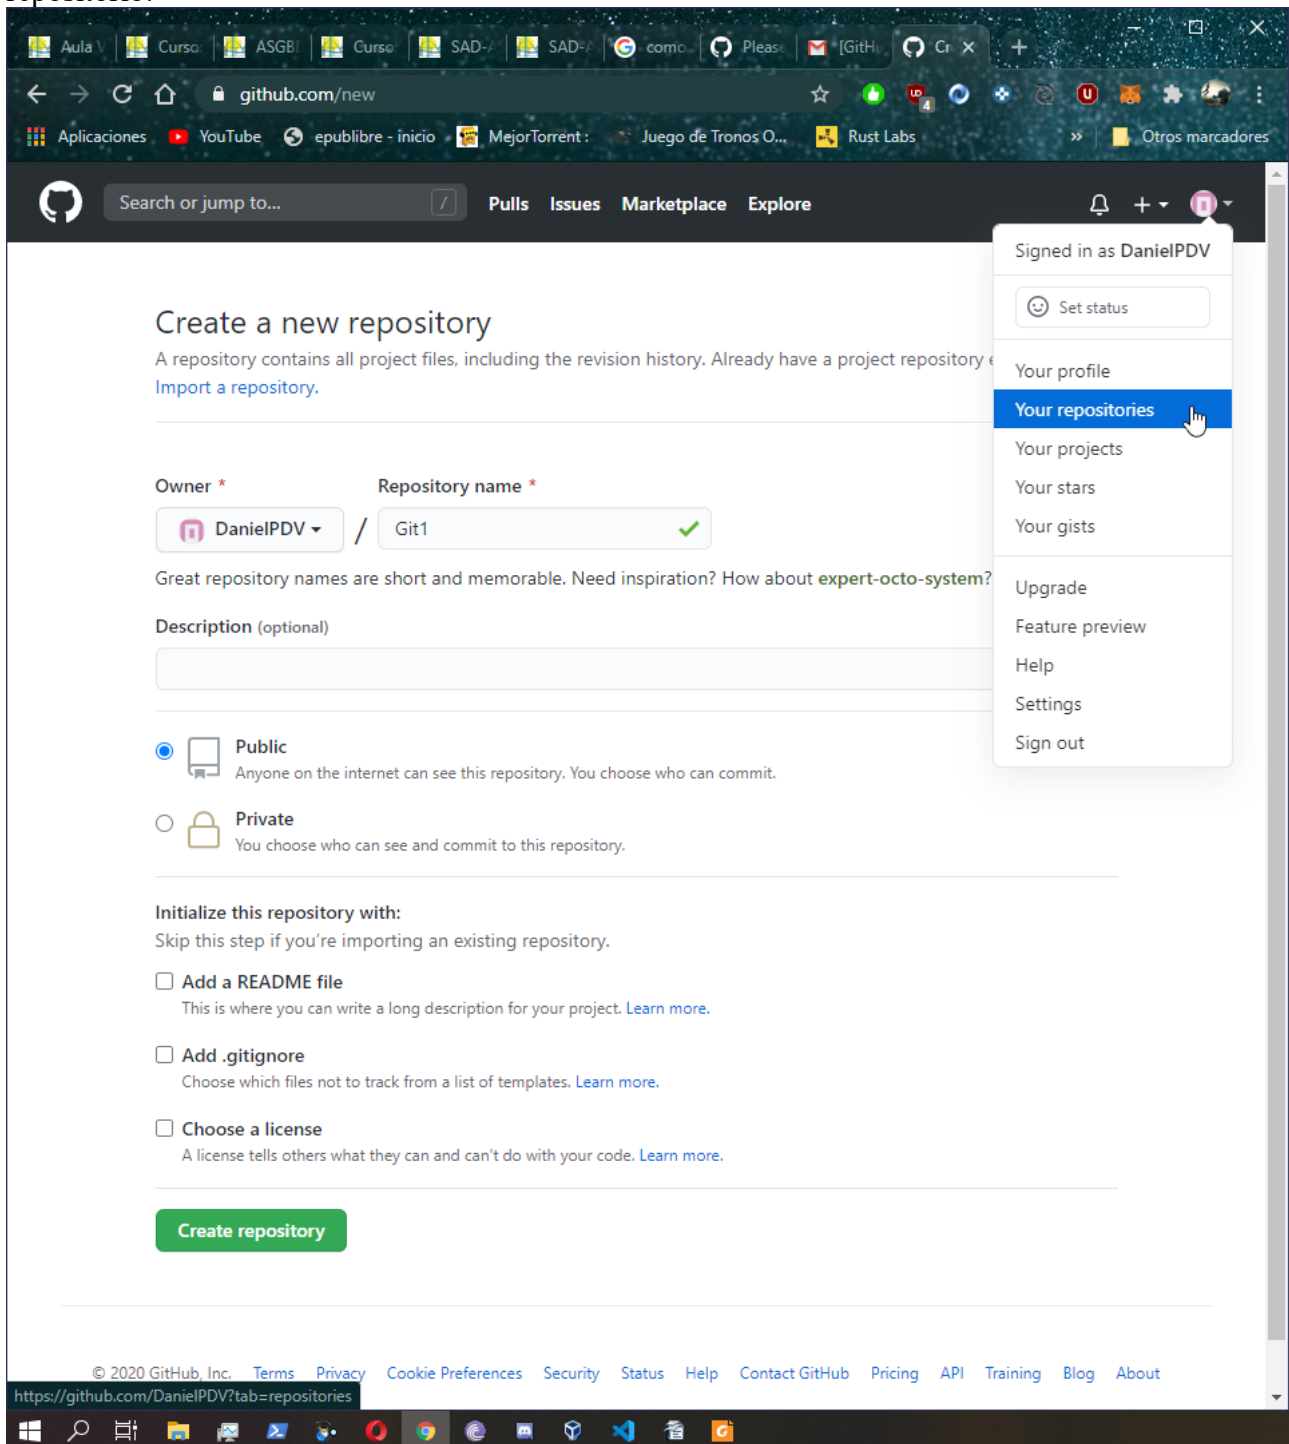 Aula V Curso ASGBI Curso SAD-A SAD-A como Please [GitHu Cr
github.com/new
4
Aplicaciones YouTube epublibre - inicio MejorTorrent : Juego de Tronos O... Rust Labs » Otros marcadores
Search or jump to... / Pulls Issues Marketplace Explore
Signed in as DanielPDV
Set status
Your profile
Your repositories
Your projects
Your stars
Your gists
Upgrade
Feature preview
Help
Settings
Sign out
Create a new repository
A repository contains all project files, including the revision history. Already have a project repository
Import a repository.
Owner * Repository name *
DanielPDV / Git1
Great repository names are short and memorable. Need inspiration? How about expert-octo-system?
Description (optional)
Public
Anyone on the internet can see this repository. You choose who can commit.
Private
You choose who can see and commit to this repository.
Initialize this repository with:
Skip this step if you're importing an existing repository.
Add a README file
This is where you can write a long description for your project. Learn more.
Add .gitignore
Choose which files not to track from a list of templates. Learn more.
Choose a license
A license tells others what they can and can't do with your code. Learn more.
Create repository
© 2020 GitHub, Inc. Terms Privacy Cookie Preferences Security Status Help Contact GitHub Pricing API Training Blog About
https://github.com/DanielPDV?tab=repositories